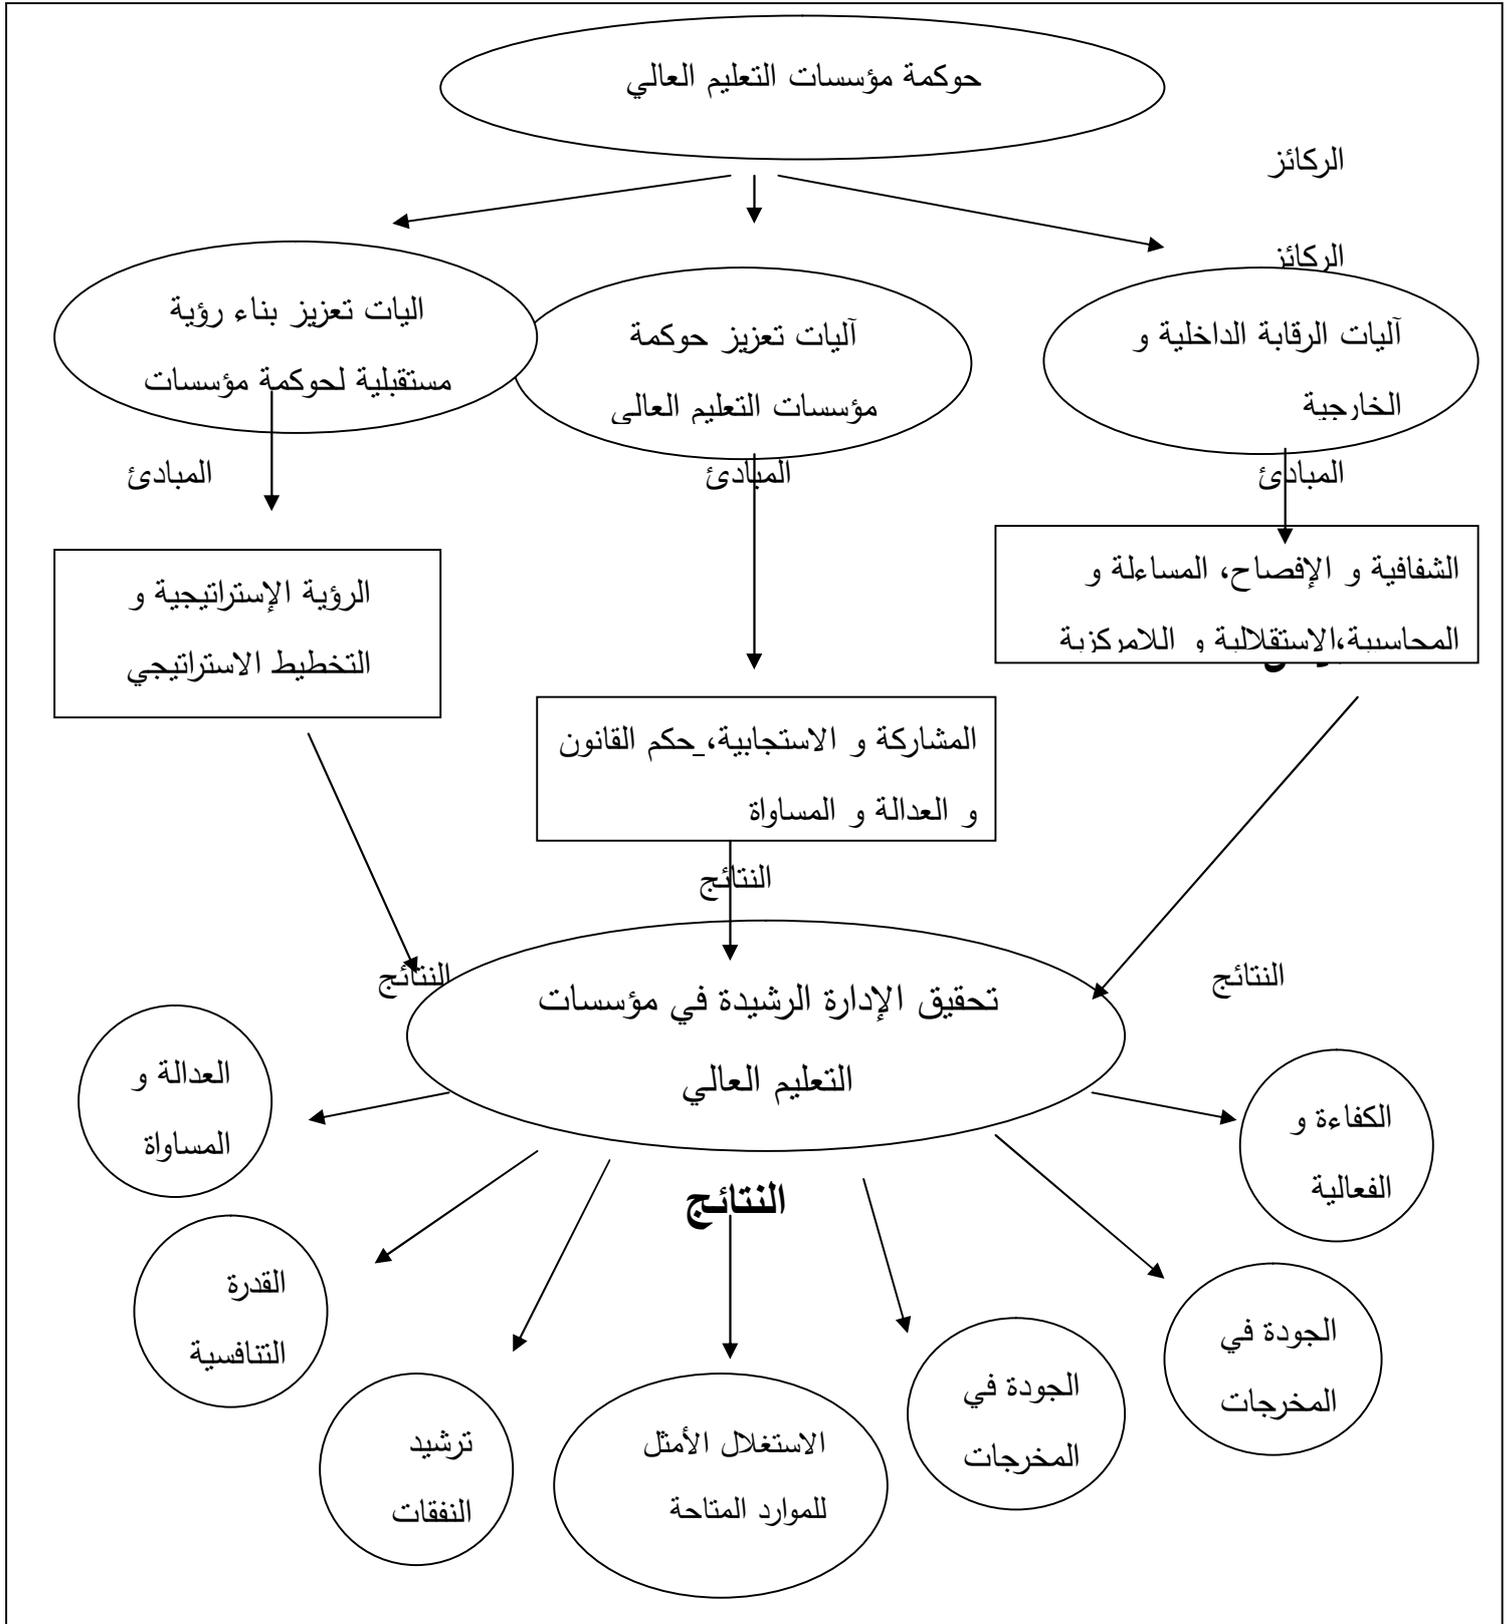 حوكمة مؤسسات التعليم العالي
الركائز
الركائز
آليات الرقابة الداخلية و
الخارجية
آليات تعزيز حوكمة
مؤسسات التعليم العالي
اليات تعزيز بناء رؤية
مستقبلية لحوكمة مؤسسات
المبادئ
المبادئ
المبادئ
الشفافية و الإفصاح، المساءلة و
المحاسبية،الاستقلالية و اللامركزية
الرؤية الإستراتيجية و
التخطيط الاستراتيجي
المشاركة و الاستجابية، حكم القانون
و العدالة و المساواة
النتائج
النتائج
النتائج
تحقيق الإدارة الرشيدة في مؤسسات
التعليم العالي
النتائج
الكفاءة و
الفعالية
الجودة في
المخرجات
الجودة في
المخرجات
الاستغلال الأمثل
للموارد المتاحة
ترشيد
النفقات
القدرة
التنافسية
العدالة و
المساواة